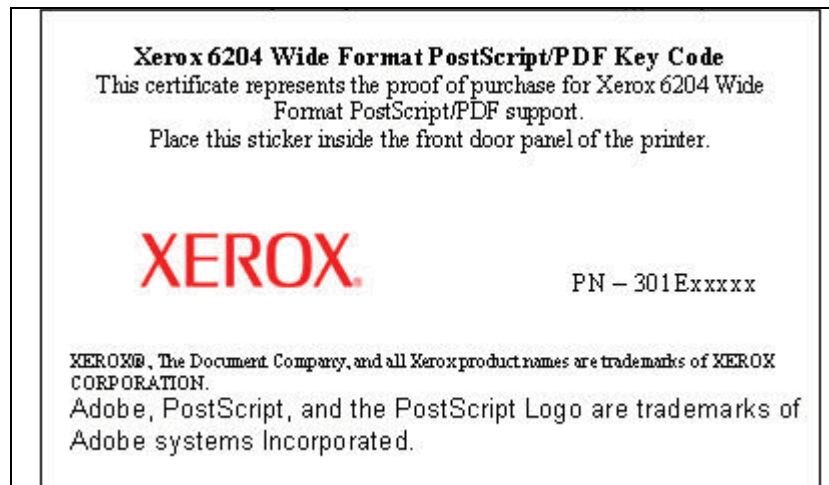 Xerox 6204 Wide Format PostScript/PDF Key Code
This certificate represents the proof of purchase for Xerox 6204 Wide
Format PostScript/PDF support.
Place this sticker inside the front door panel of the printer.
XEROX.
PN – 301Exxxxx
XEROX®, The Document Company, and all Xerox product names are trademarks of XEROX
CORPORATION.
Adobe, PostScript, and the PostScript Logo are trademarks of
Adobe systems Incorporated.